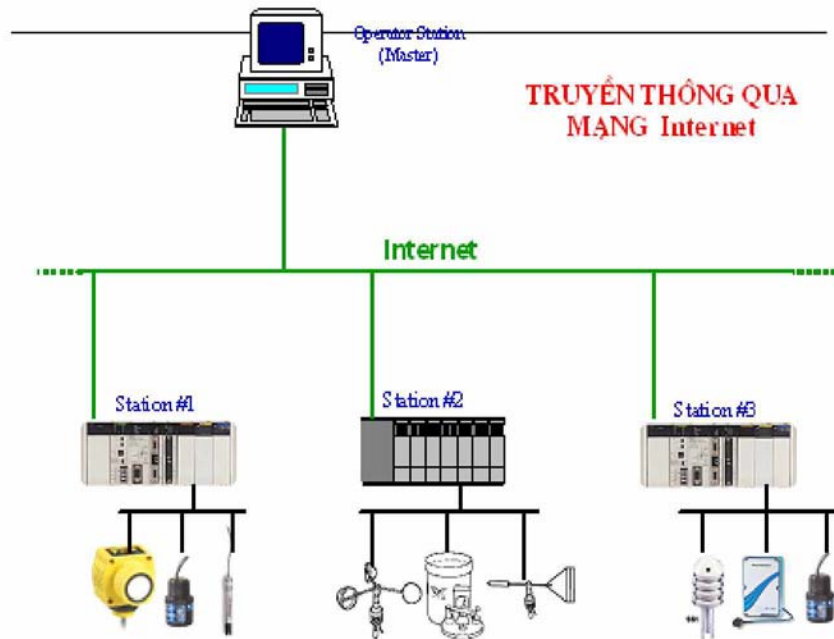 Operator Station
(Master)
TRUYỀN THÔNG QUA
MẠNG Internet
Internet
Station #1
Station #2
Station #3